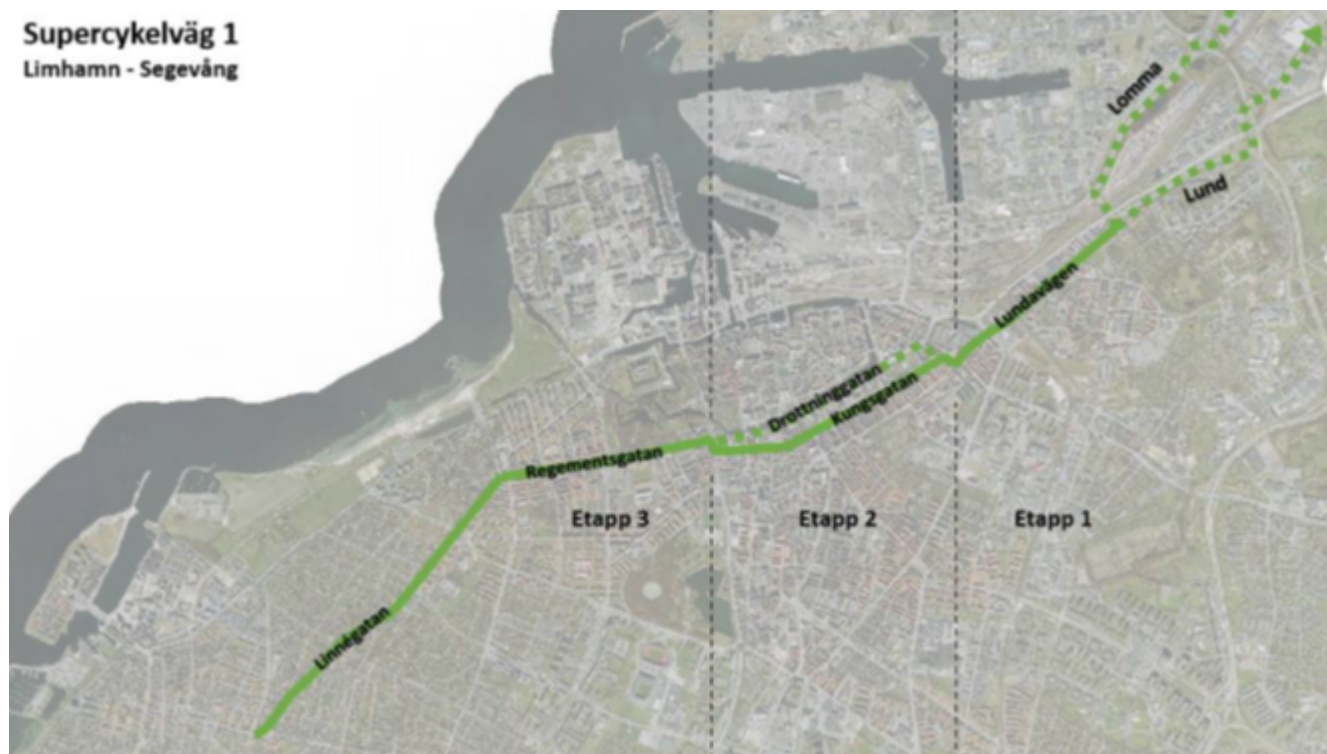 Supercykelväg 1
Limhamn - Segevång
Lomma
Lund
Lundavägen
Drottninggatan
Kungsgatan
Regementsgatan
Etapp 3
Etapp 2
Etapp 1
Linnégatan